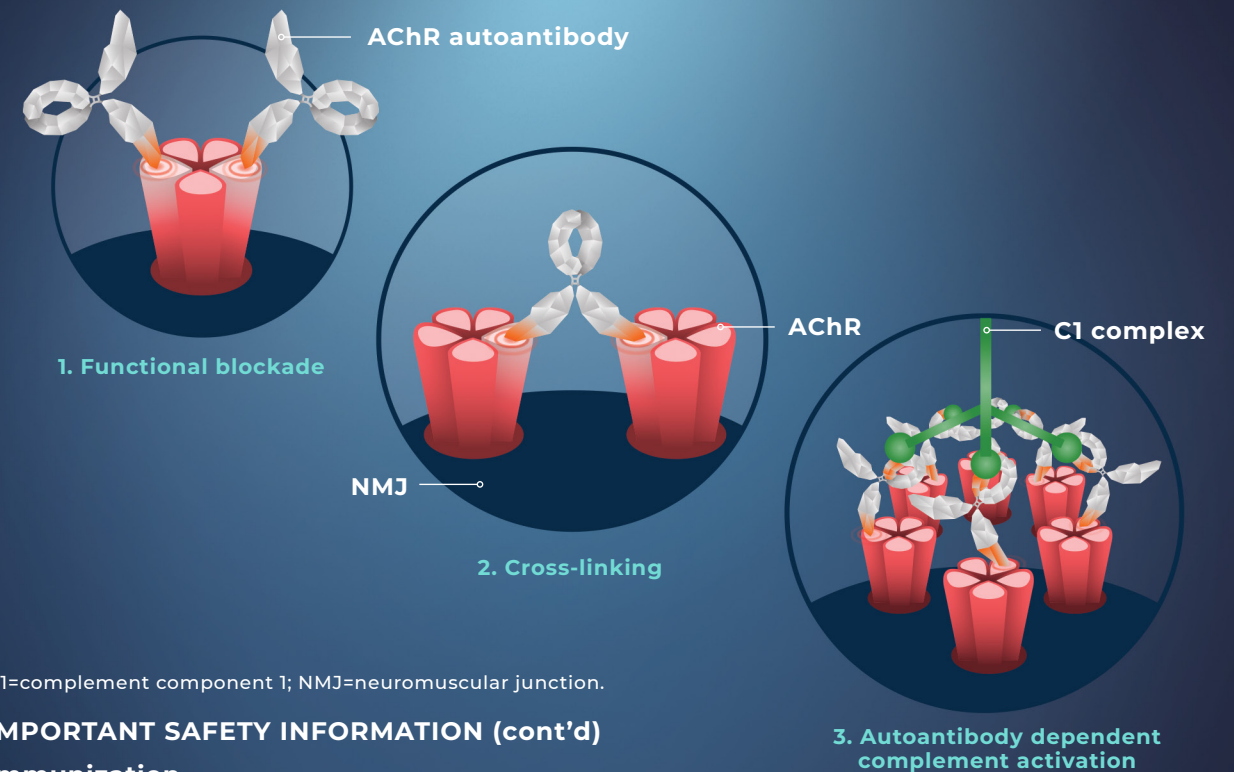 AChR autoantibody
1. Functional blockade
AChR
C1 complex
NMJ
2. Cross-linking
1=complement component 1; NMJ=neuromuscular junction.
MPORTANT SAFETY INFORMATION (cont’d)
3. Autoantibody dependent
complement activation